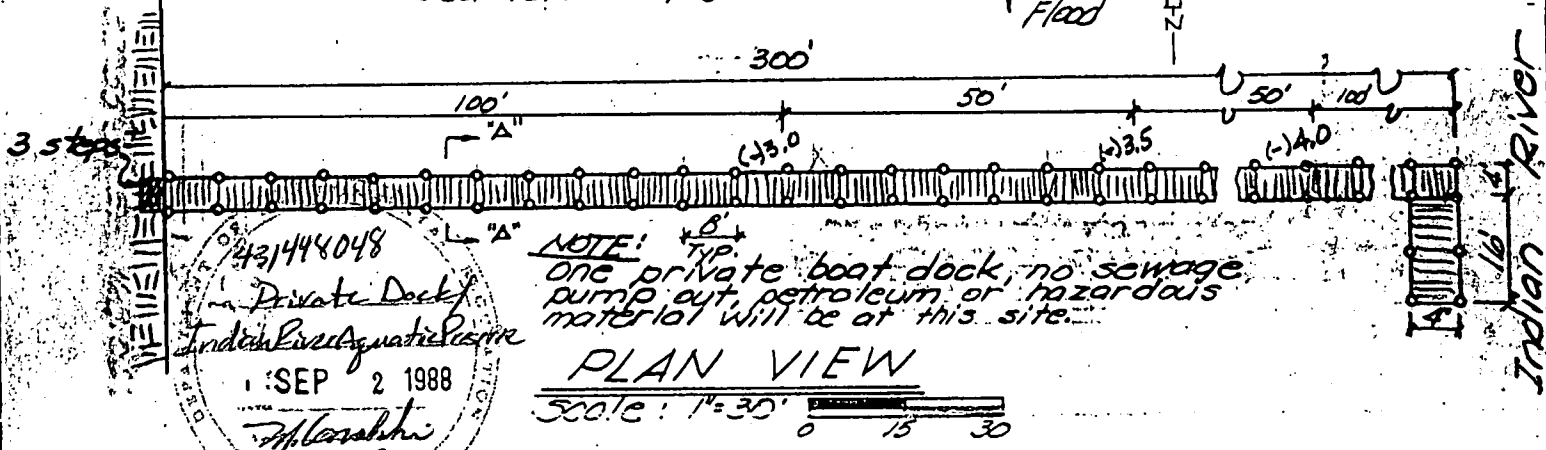 Flood
N
300'
100'
50'
50'
100'
3 steps
"A"
(-)3.0
(-)3.5
(-)4.0
4'
16'
4'
"A"
8'
TYP.
NOTE:
One private boat dock, no sewage
pump out, petroleum or hazardous
material will be at this site.
431448048
Private Dock/
Indian River Aquatic Preserve
SEP 2 1988
PLAN VIEW
Scale: 1"=30'
0 15 30
Indian River